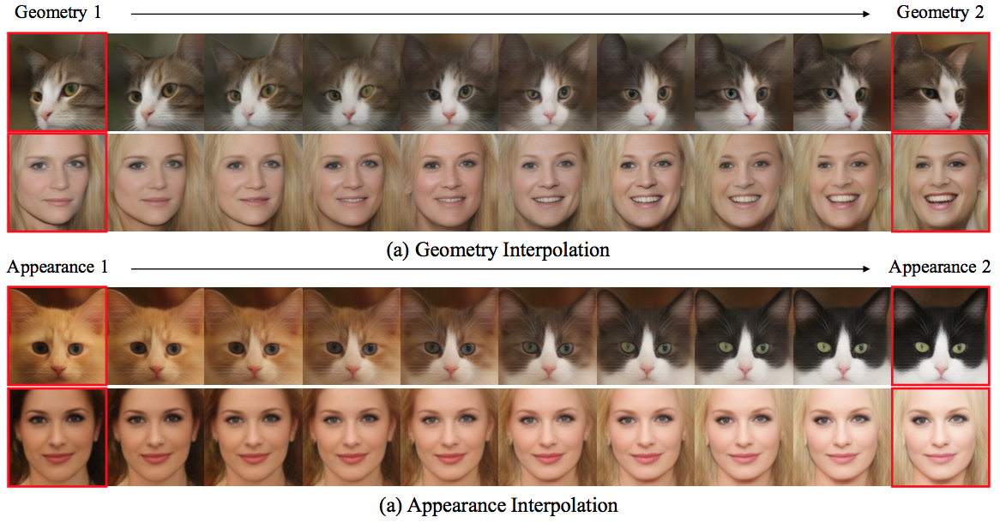 Geometry 1 Geometry 2
(a) Geometry Interpolation
Appearance 1 Appearance 2
(a) Appearance Interpolation